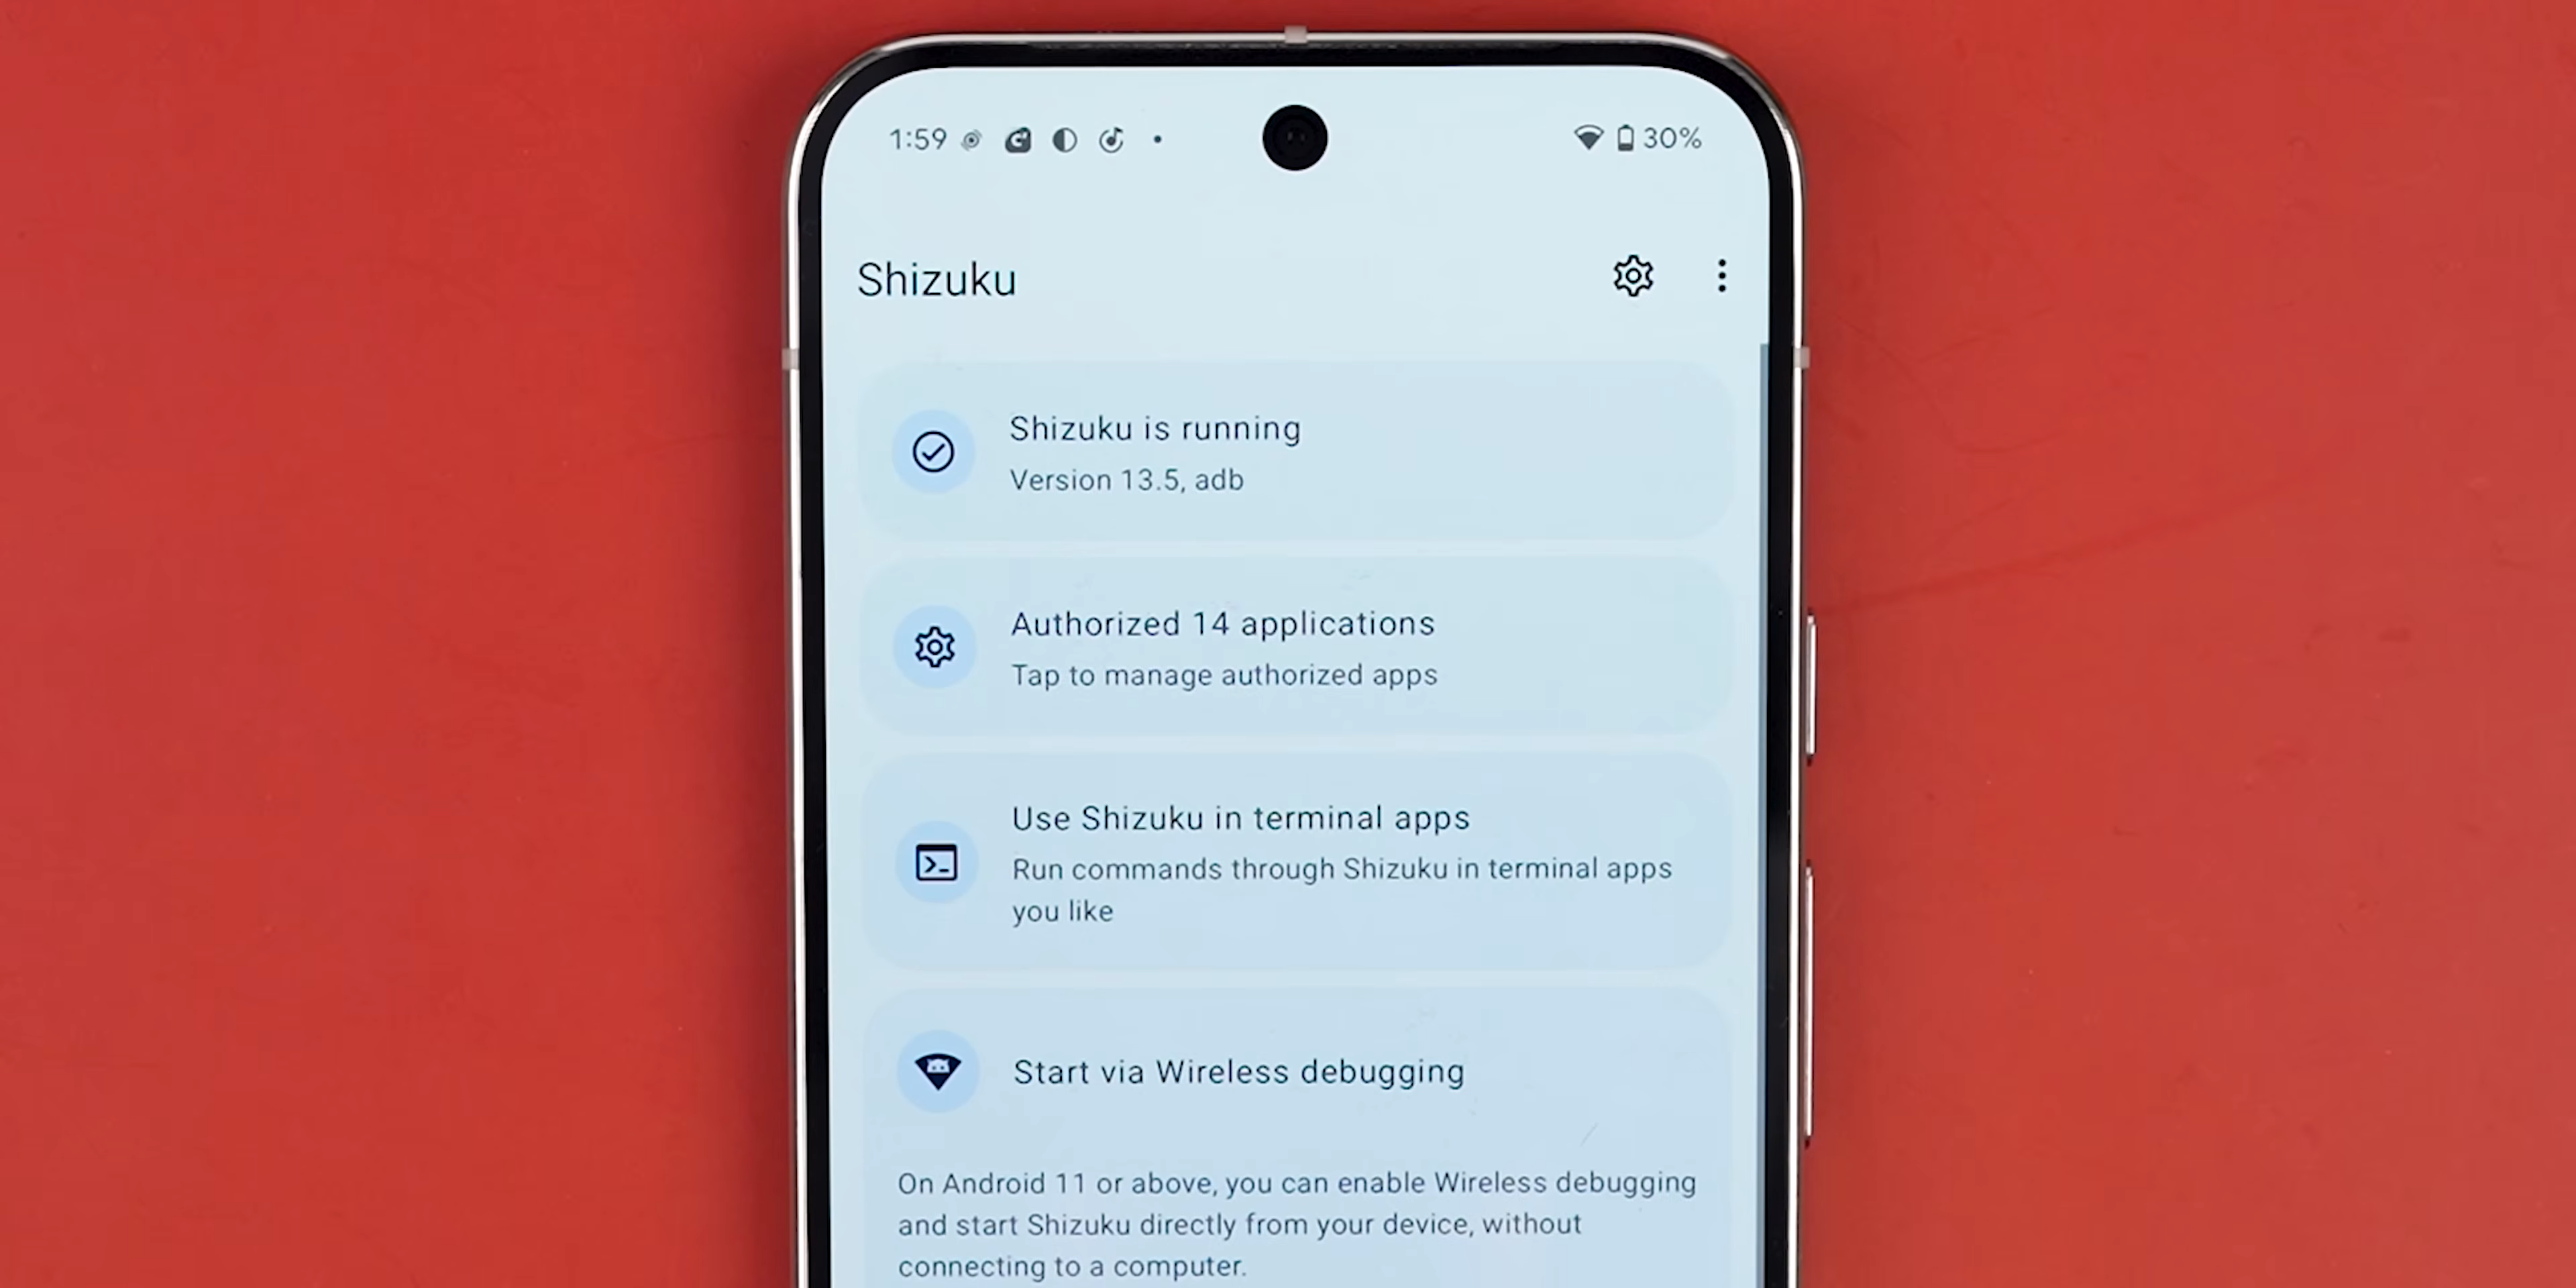 1:59 30%
Shizuku
Shizuku is running
Version 13.5, adb
Authorized 14 applications
Tap to manage authorized apps
Use Shizuku in terminal apps
Run commands through Shizuku in terminal apps
you like
Start via Wireless debugging
On Android 11 or above, you can enable Wireless debugging
and start Shizuku directly from your device, without
connecting to a computer.